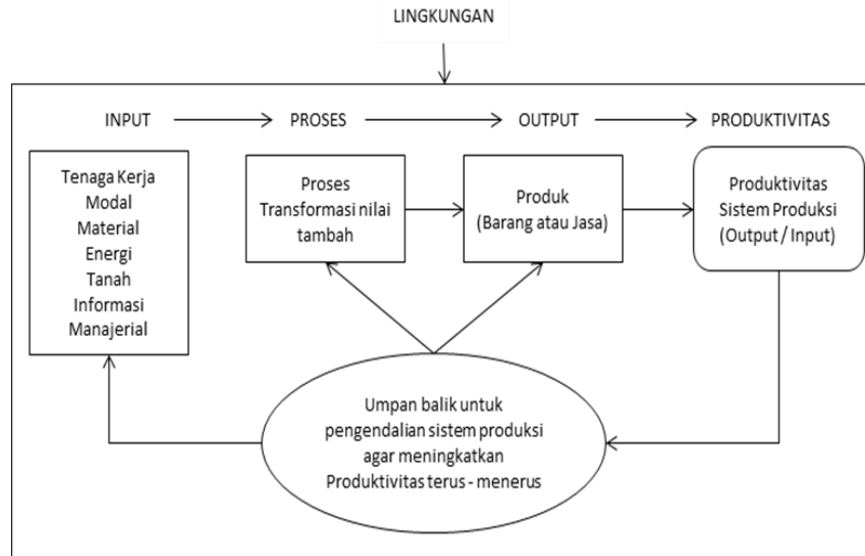 LINGKUNGAN
INPUT
PROSES
OUTPUT
PRODUKTIVITAS
Tenaga Kerja
Modal
Material
Energi
Tanah
Informasi
Manajerial
Proses
Transformasi nilai
tambah
Produk
(Barang atau Jasa)
Produktivitas
Sistem Produksi
(Output / Input)
Umpan balik untuk
pengendalian sistem produksi
agar meningkatkan
Produktivitas terus - menerus